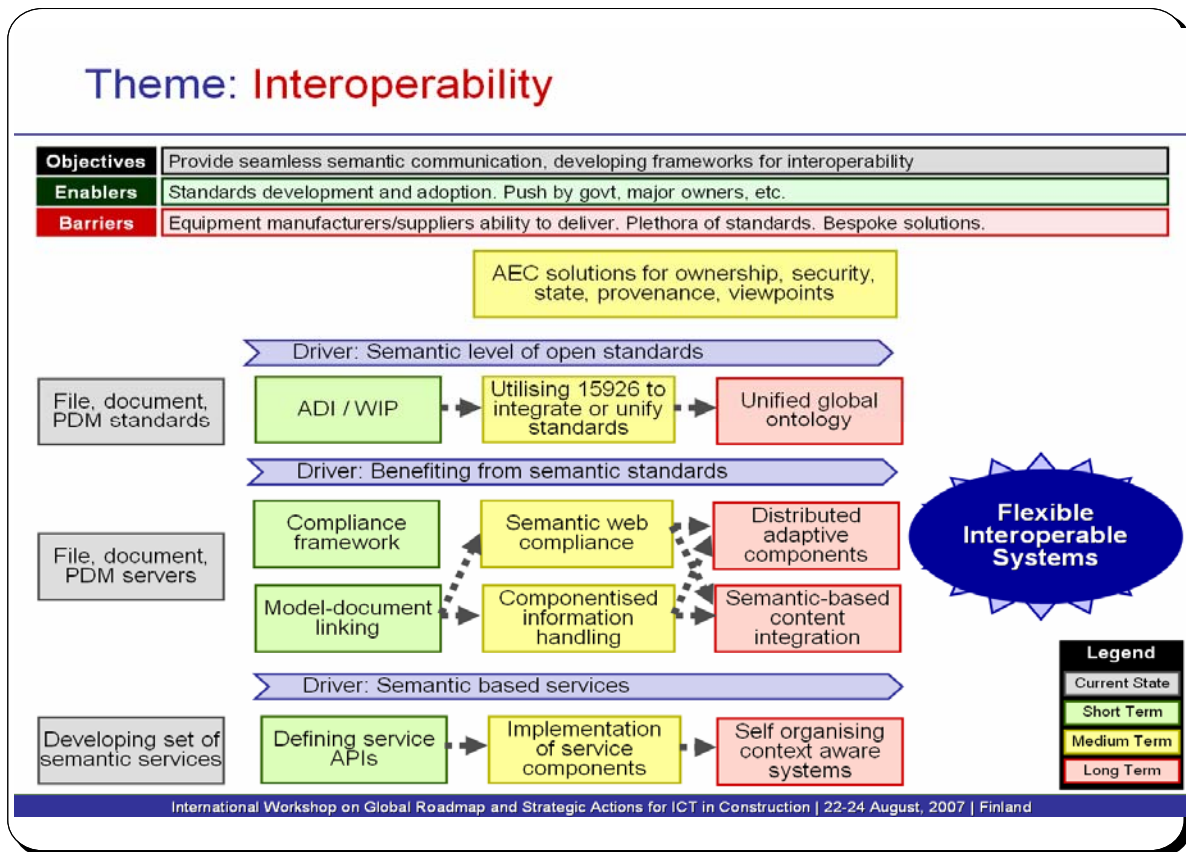 Theme: Interoperability
Objectives
Provide seamless semantic communication, developing frameworks for interoperability
Enablers
Standards development and adoption. Push by govt, major owners, etc.
Barriers
Equipment manufacturers/suppliers ability to deliver. Plethora of standards. Bespoke solutions.
AEC solutions for ownership, security,
state, provenance, viewpoints
Driver: Semantic level of open standards
File, document,
PDM standards
ADI / WIP
Utilising 15926 to
integrate or unify
standards
Unified global
ontology
Driver: Benefiting from semantic standards
File, document,
PDM servers
Compliance
framework
Semantic web
compliance
Distributed
adaptive
components
Model-document
linking
Componentised
information
handling
Semantic-based
content
integration
Flexible
Interoperable
Systems
Driver: Semantic based services
Developing set of
semantic services
Defining service
APIs
Implementation
of service
components
Self organising
context aware
systems
Legend
Current State
Short Term
Medium Term
Long Term
International Workshop on Global Roadmap and Strategic Actions for ICT in Construction | 22-24 August, 2007 | Finland